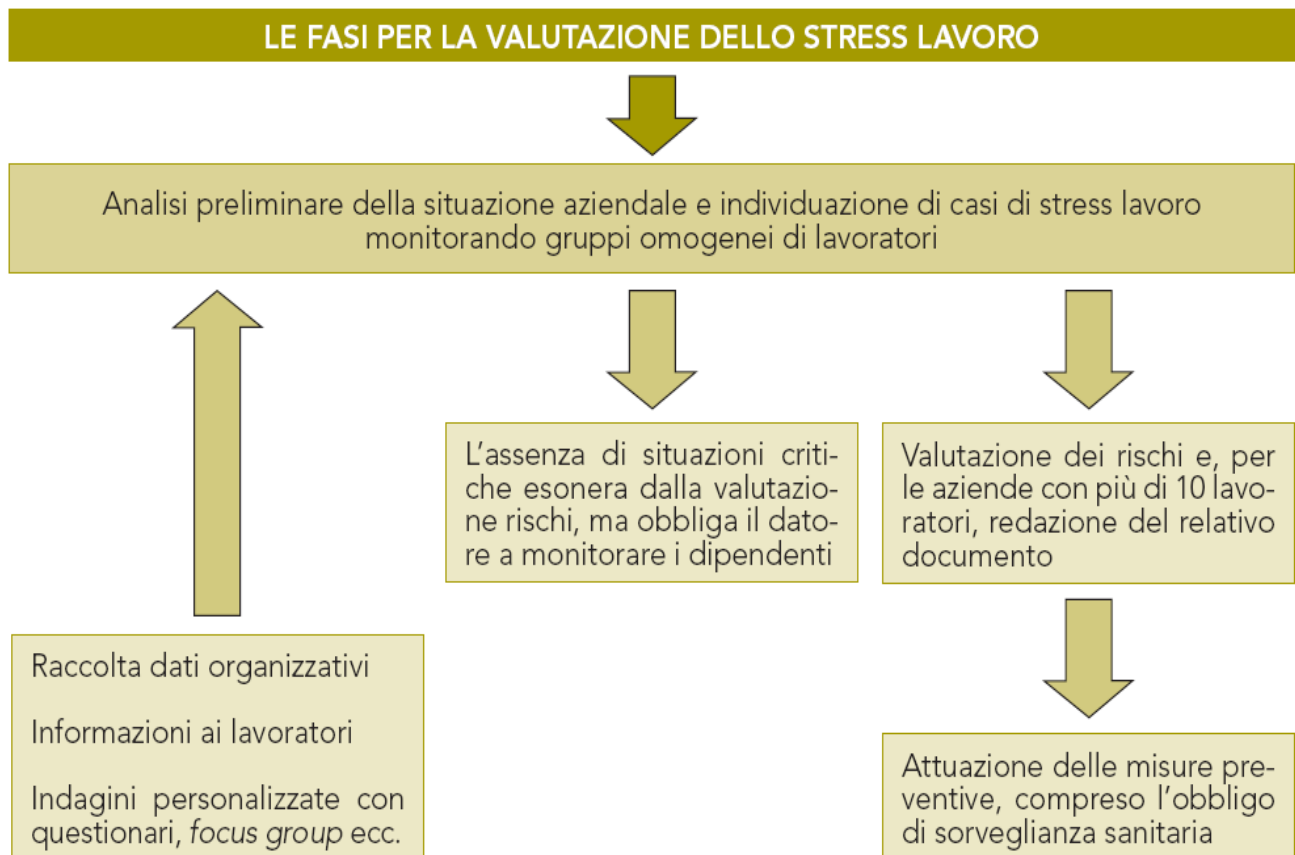 LE FASI PER LA VALUTAZIONE DELLO STRESS LAVORO
Analisi preliminare della situazione aziendale e individuazione di casi di stress lavoro
monitorando gruppi omogenei di lavoratori
L'assenza di situazioni criti-
che esonera dalla valutazio-
ne rischi, ma obbliga il dato-
re a monitorare i dipendenti
Valutazione dei rischi e, per
le aziende con più di 10 lavo-
ratori, redazione del relativo
documento
Raccolta dati organizzativi
Informazioni ai lavoratori
Indagini personalizzate con
questionari, focus group ecc.
Attuazione delle misure pre-
ventive, compreso l'obbligo
di sorveglianza sanitaria